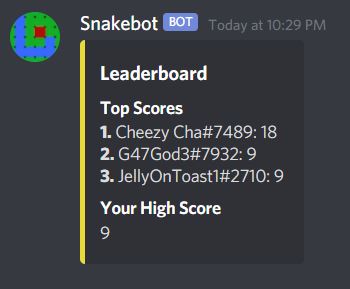 Snakebot BOT Today at 10:29 PM
Leaderboard
Top Scores
1. Cheezy Cha#7489: 18
2. G47God3#7932: 9
3. JellyOnToast1#2710: 9
Your High Score
9